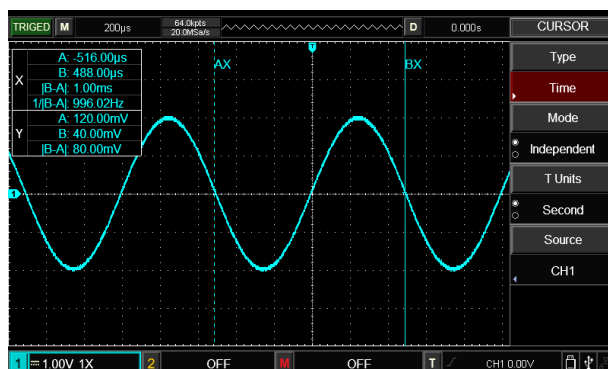 TRIGED M 200µs 64.0kpts D 0.000s CURSOR
20.0MSa/s
T
Type
X
A: -516.00µs
B: 488.00µs
|B-A|: 1.00ms
1/|B-A|: 996.02Hz
Y
A: 120.00mV
B: 40.00mV
|B-A|: 80.00mV
AX BX
Time
Mode
Independent
T Units
1
Second
Source
CH1
1 1.00V 1X 2 OFF M OFF T CH1 0.00V